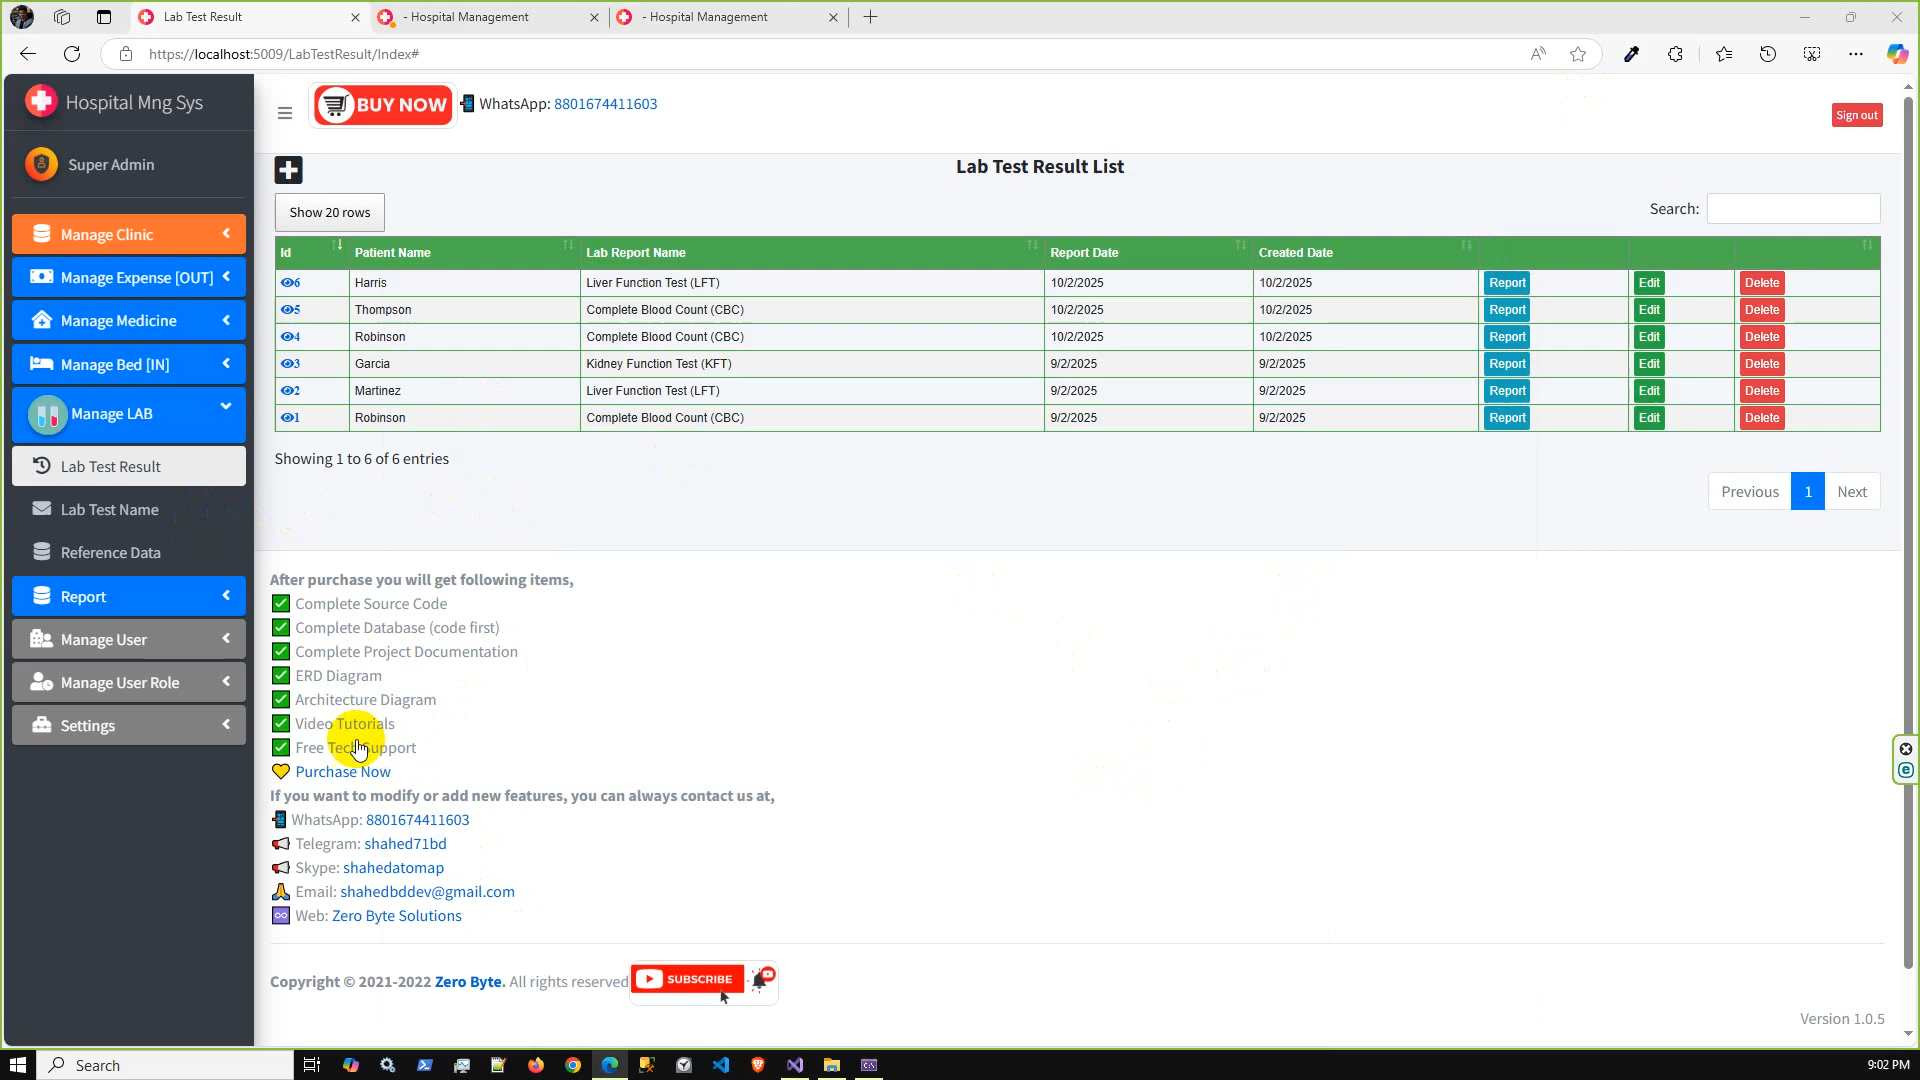 Lab Test Result
- Hospital Management
- Hospital Management
https://localhost:5009/LabTestResult/Index#
Hospital Mng Sys
BUY NOW
WhatsApp: 8801674411603
Sign out
Super Admin
Lab Test Result List
Show 20 rows
Search:
Manage Clinic
Manage Expense [OUT]
Manage Medicine
Manage Bed [IN]
Manage LAB
Lab Test Result
Lab Test Name
Reference Data
Report
Manage User
Manage User Role
Settings
Id Patient Name Lab Report Name Report Date Created Date
6 Harris Liver Function Test (LFT) 10/2/2025 10/2/2025 Report Edit Delete
5 Thompson Complete Blood Count (CBC) 10/2/2025 10/2/2025 Report Edit Delete
4 Robinson Complete Blood Count (CBC) 10/2/2025 10/2/2025 Report Edit Delete
3 Garcia Kidney Function Test (KFT) 9/2/2025 9/2/2025 Report Edit Delete
2 Martinez Liver Function Test (LFT) 9/2/2025 9/2/2025 Report Edit Delete
1 Robinson Complete Blood Count (CBC) 9/2/2025 9/2/2025 Report Edit Delete
Showing 1 to 6 of 6 entries
Previous 1 Next
After purchase you will get following items,
Complete Source Code
Complete Database (code first)
Complete Project Documentation
ERD Diagram
Architecture Diagram
Video Tutorials
Free Tech Support
Purchase Now
If you want to modify or add new features, you can always contact us at,
WhatsApp: 8801674411603
Telegram: shahed71bd
Skype: shahedatomap
Email: shahedbddev@gmail.com
Web: Zero Byte Solutions
Copyright © 2021-2022 Zero Byte. All rights reserved
SUBSCRIBE
Version 1.0.5
Search
9:02 PM